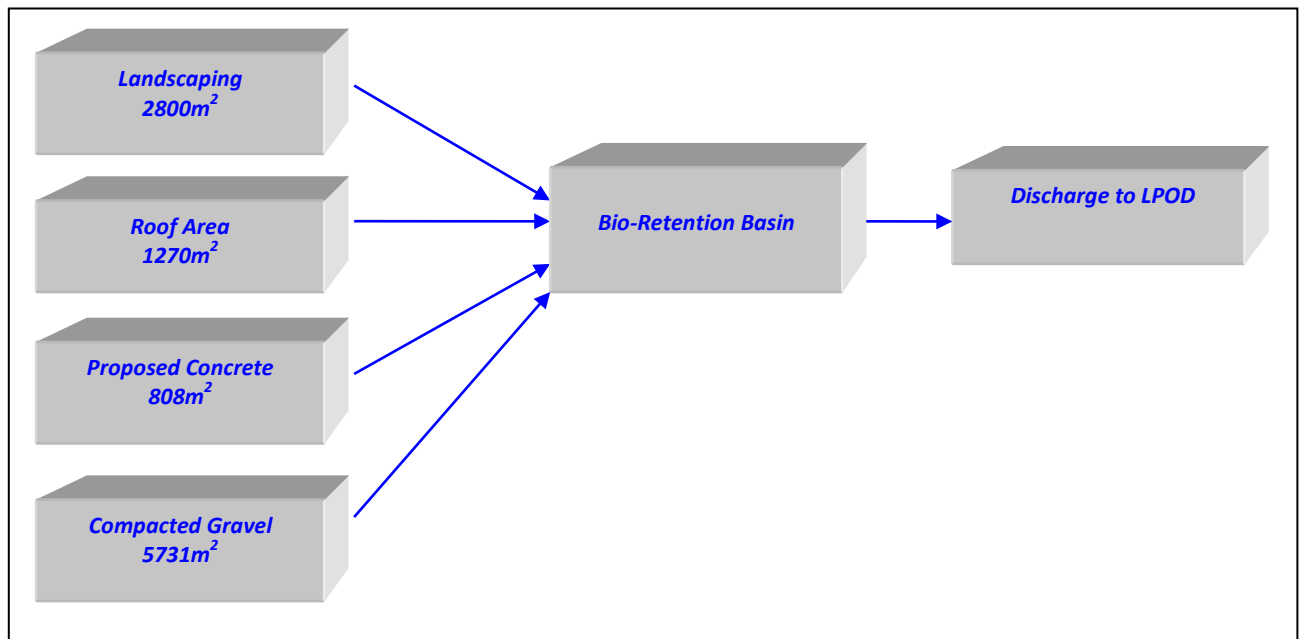 Landscaping
2800m²
Roof Area
1270m²
Proposed Concrete
808m²
Compacted Gravel
5731m²
Bio-Retention Basin
Discharge to LPOD